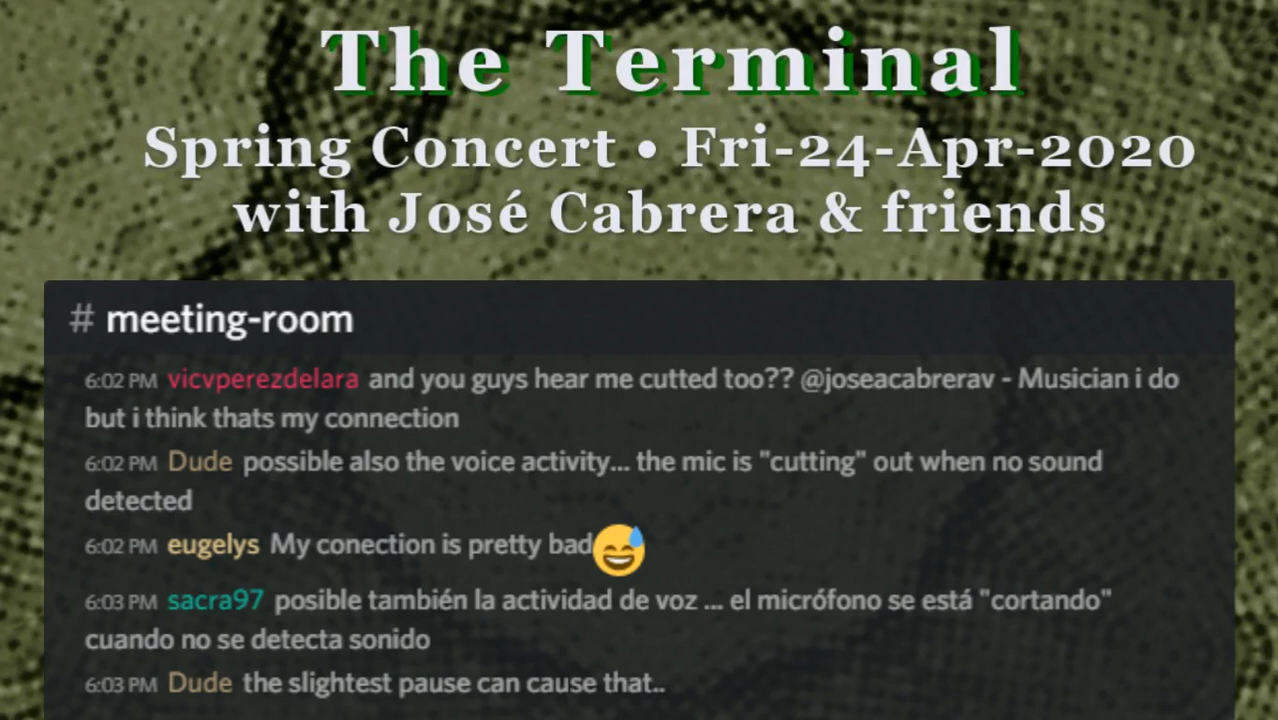 The Terminal
Spring Concert • Fri-24-Apr-2020
with José Cabrera & friends
# meeting-room
6:02 PM vicvperezdelara and you guys hear me cutted too?? @joseacabrerav - Musician i do
but i think thats my connection
6:02 PM Dude possible also the voice activity... the mic is "cutting" out when no sound
detected
6:02 PM eugelys My conection is pretty bad😅
6:03 PM sacra97 posible también la actividad de voz ... el micrófono se está "cortando"
cuando no se detecta sonido
6:03 PM Dude the slightest pause can cause that..